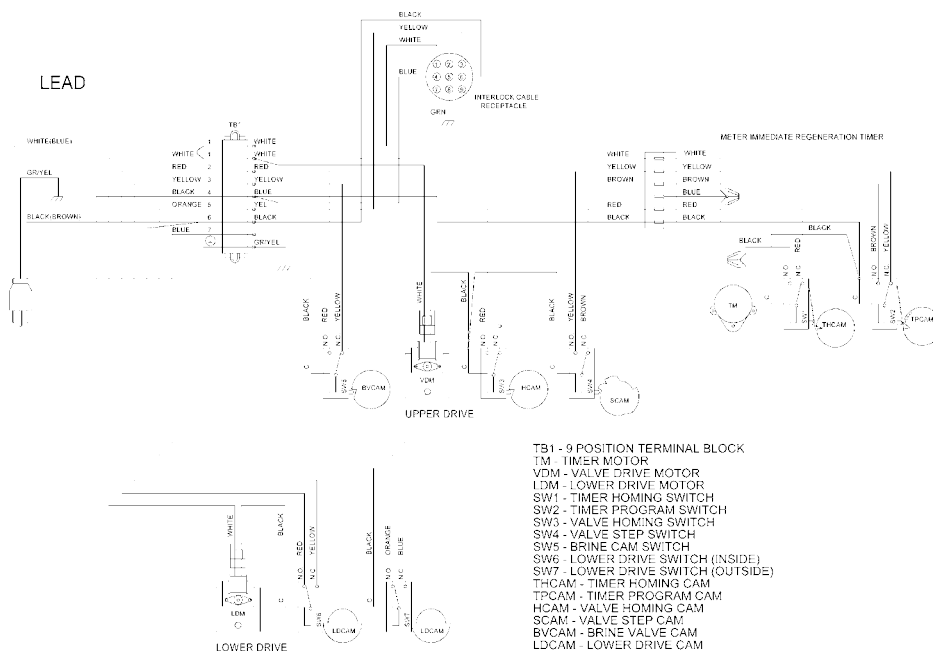 BLACK
YELLOW
WHITE
BLUE
LEAD
INTERLOCK CABLE
RECEPTACLE
GRN
TB1
METER IMMEDIATE REGENERATION TIMER
WHITE(BLUE)
WHITE
WHITE 1 WHITE
RED 2 RED
YELLOW 3 YELLOW
BLACK 4 BLUE
ORANGE 5 YEL
6 BLACK
BLUE 7
GR/YEL
GR/YEL
BLACK(BROWN)
WHITE WHITE
YELLOW YELLOW
BROWN BROWN
BLUE
RED RED
BLACK BLACK
BLACK
BLACK
RED
N.O.
N.C.
BROWN
YELLOW
N.O.
N.C.
C
TM
SW1
THCAM
C
SW2
TPCAM
BLACK
RED
YELLOW
N.O.
N.C.
C
SW5
BVCAM
WHITE
VDM
UPPER DRIVE
BLACK
RED
N.O.
N.C.
C
SW3
HCAM
BLACK
YELLOW
BROWN
N.O.
N.C.
C
SW4
SCAM
WHITE
LDM
LOWER DRIVE
BLACK
RED
YELLOW
N.O.
N.C.
C
SW6
LDCAM
BLACK
ORANGE
BLUE
N.O.
N.C.
C
SW7
LDCAM
TB1 - 9 POSITION TERMINAL BLOCK
TM - TIMER MOTOR
VDM - VALVE DRIVE MOTOR
LDM - LOWER DRIVE MOTOR
SW1 - TIMER HOMING SWITCH
SW2 - TIMER PROGRAM SWITCH
SW3 - VALVE HOMING SWITCH
SW4 - VALVE STEP SWITCH
SW5 - BRINE CAM SWITCH
SW6 - LOWER DRIVE SWITCH (INSIDE)
SW7 - LOWER DRIVE SWITCH (OUTSIDE)
THCAM - TIMER HOMING CAM
TPCAM - TIMER PROGRAM CAM
HCAM - VALVE HOMING CAM
SCAM - VALVE STEP CAM
BVCAM - BRINE VALVE CAM
LDCAM - LOWER DRIVE CAM